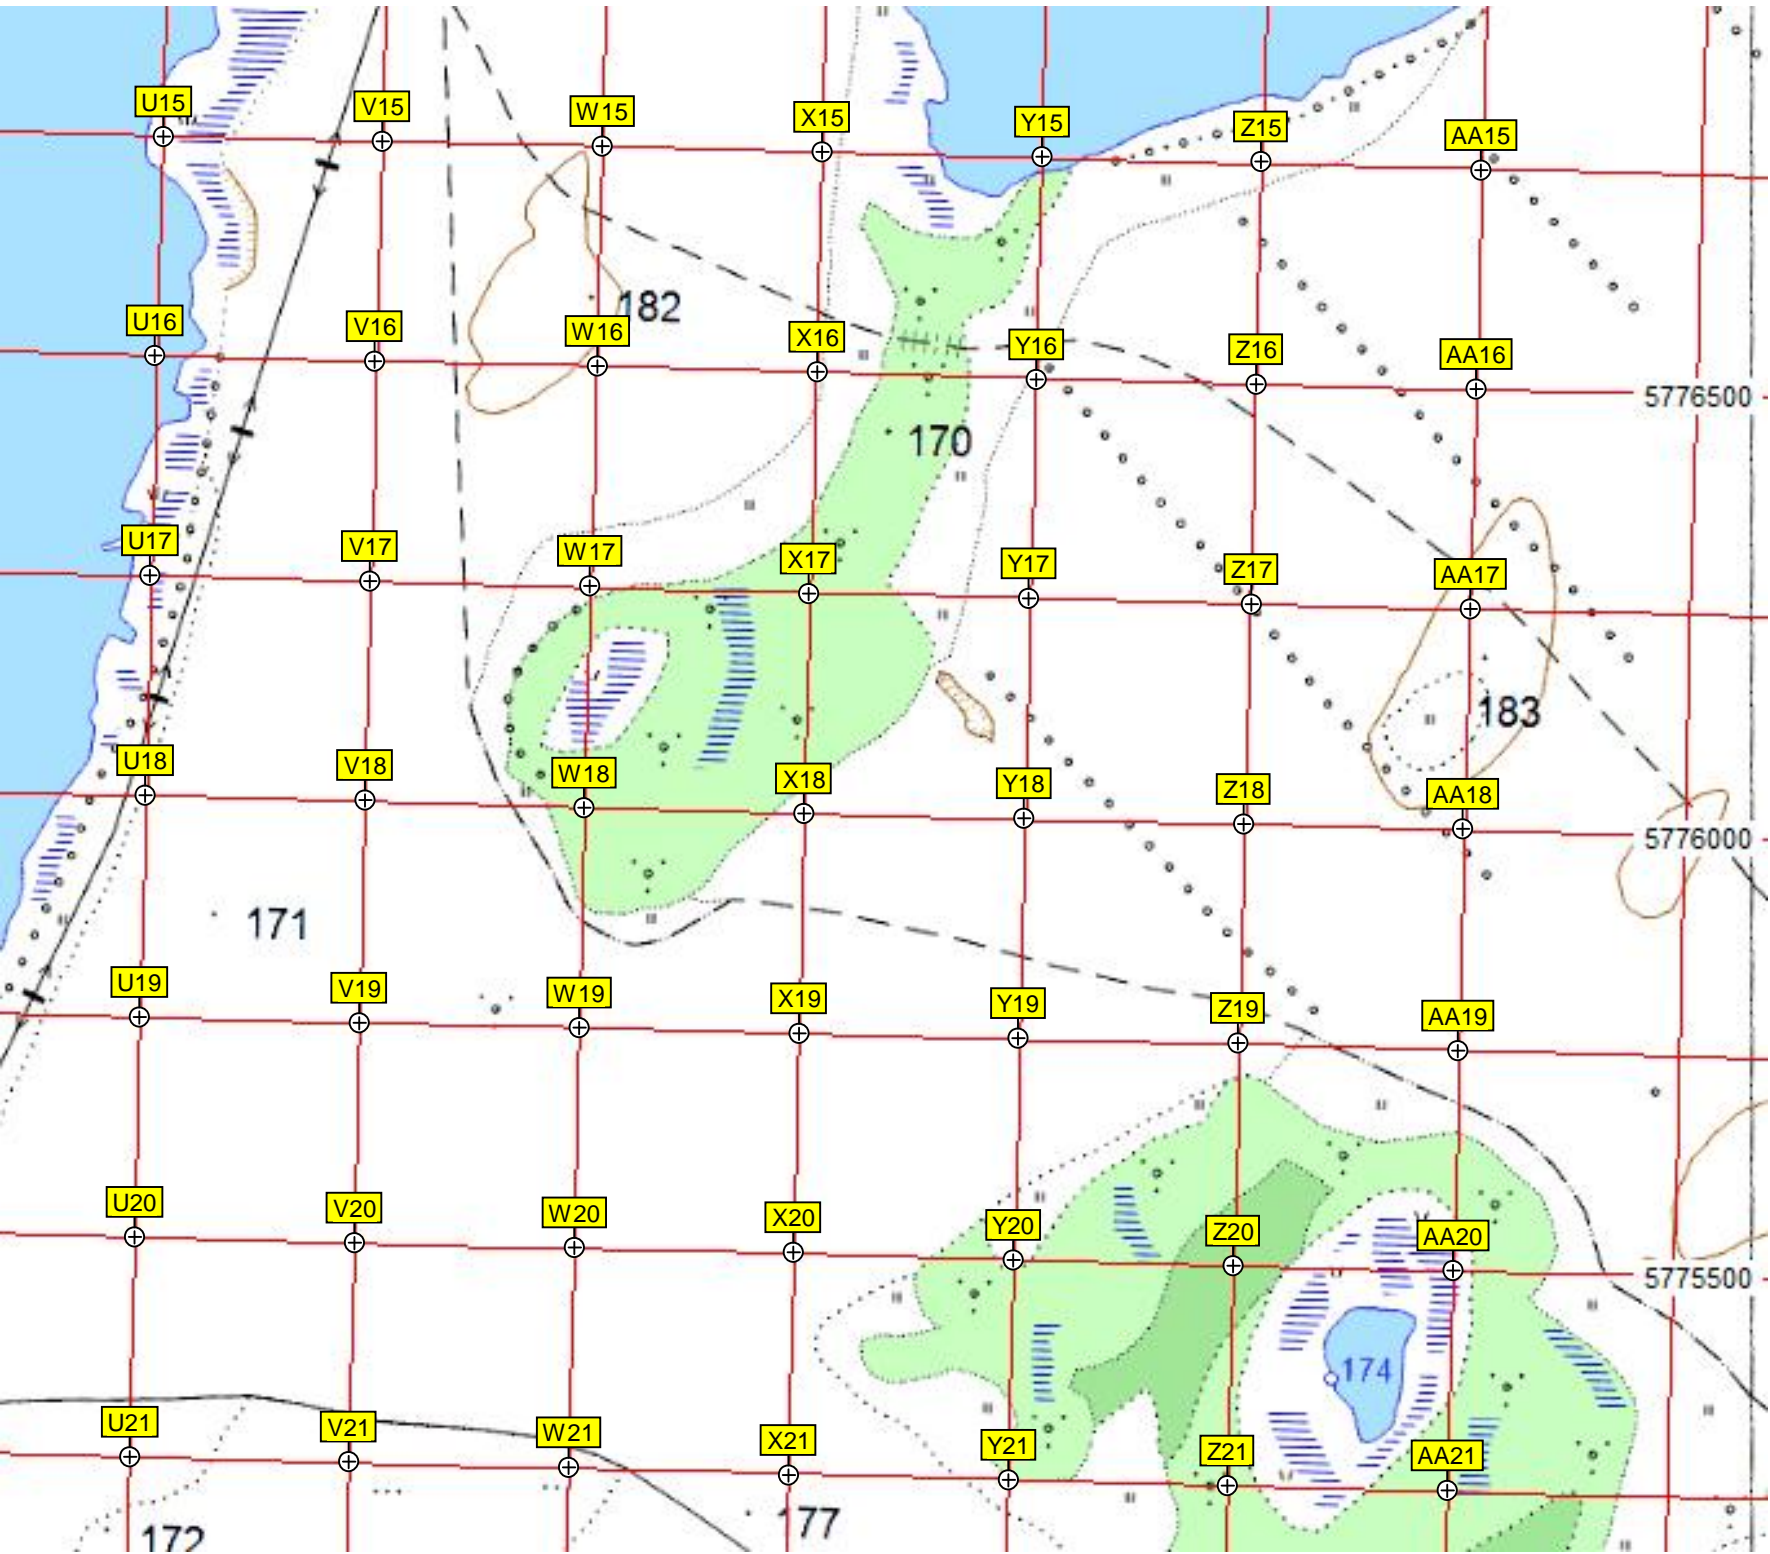 U15 V15 W15 X15 Y15 Z15 AA15
182
U16 V16 W16 X16 Y16 Z16 AA16
5776500
170
U17 V17 W17 X17 Y17 Z17 AA17
183
U18 V18 W18 X18 Y18 Z18 AA18
5776000
171
U19 V19 W19 X19 Y19 Z19 AA19
U20 V20 W20 X20 Y20 Z20 AA20
5775500
174
U21 V21 W21 X21 Y21 Z21 AA21
172
177